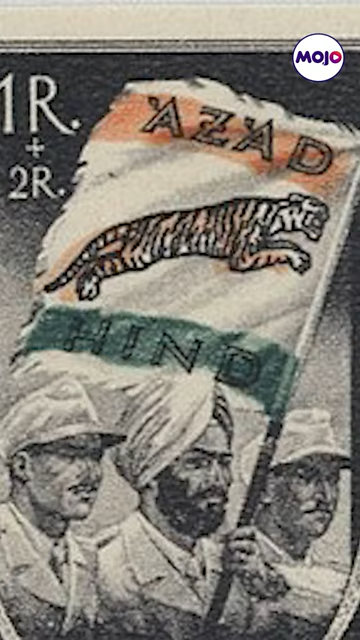 MOJO
1R.
+
2R.
AZAD
HIND